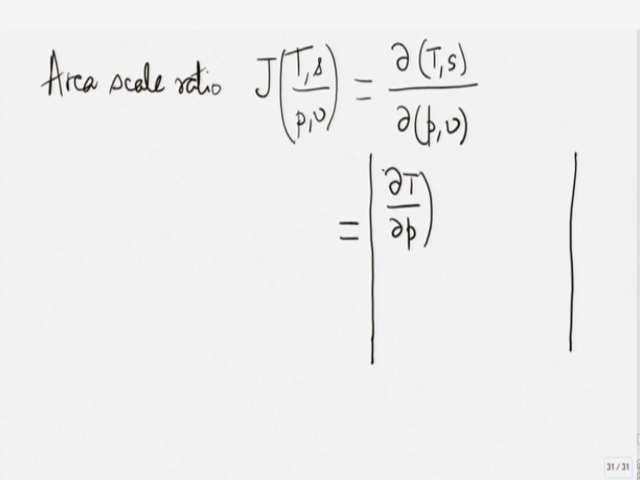 Area scale ratio J(T,s/p,v) = ∂(T,s)/∂(p,v)
= | ∂T/∂p) |
31/31